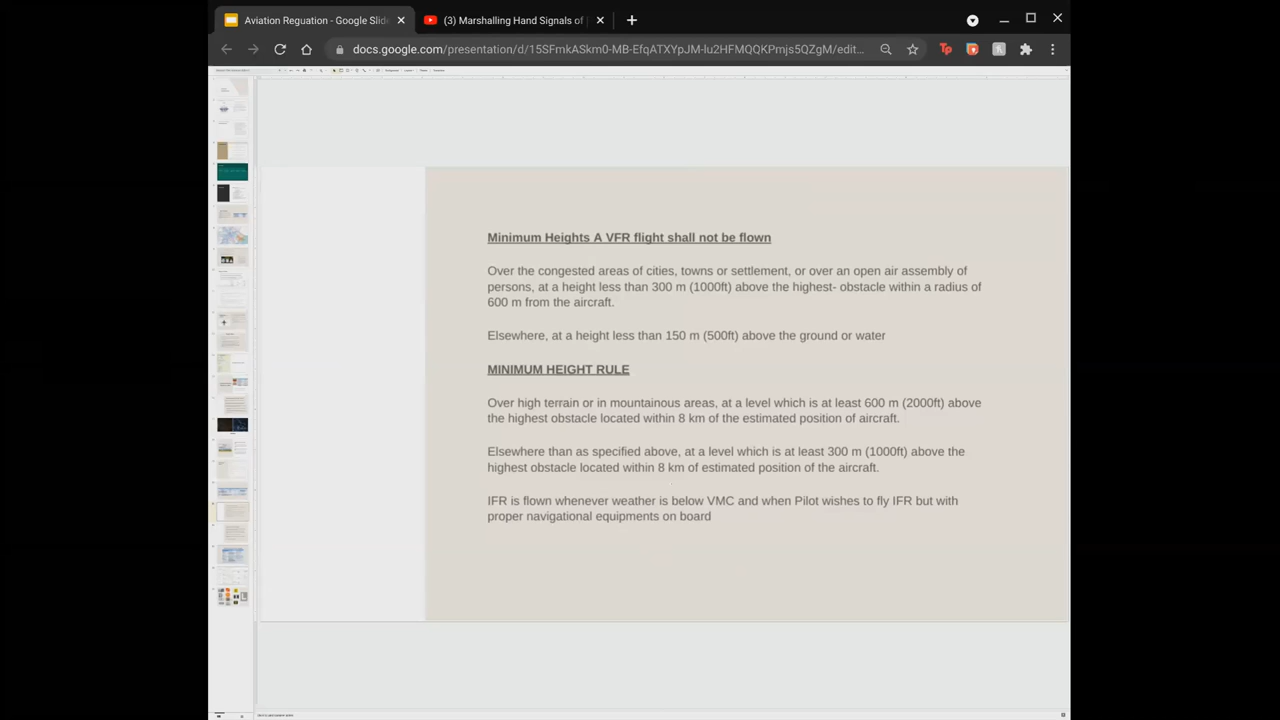 Aviation Reguation - Google Slide
(3) Marshalling Hand Signals of
docs.google.com/presentation/d/15SFmkASkm0-MB-EfqATXYpJM-lu2HFMQQKPmjs5QZgM/edit...
Minimum Heights A VFR flight shall not be flown
Over the congested areas of cities, towns or settlement, or over an open air assembly of
persons, at a height less than 300 m (1000ft) above the highest- obstacle within a radius of
600 m from the aircraft.
Elsewhere, at a height less than 150 m (500ft) above the ground or water
MINIMUM HEIGHT RULE
Over high terrain or in mountainous areas, at a level which is at least 600 m (2000ft) above
the highest obstacle located within 8 km of the estimated position of aircraft.
Elsewhere than as specified above, at a level which is at least 300 m (1000ft) above the
highest obstacle located within 8 km of estimated position of the aircraft.
IFR is flown whenever weather is below VMC and when Pilot wishes to fly IFR but with
proper navigational equipments on board